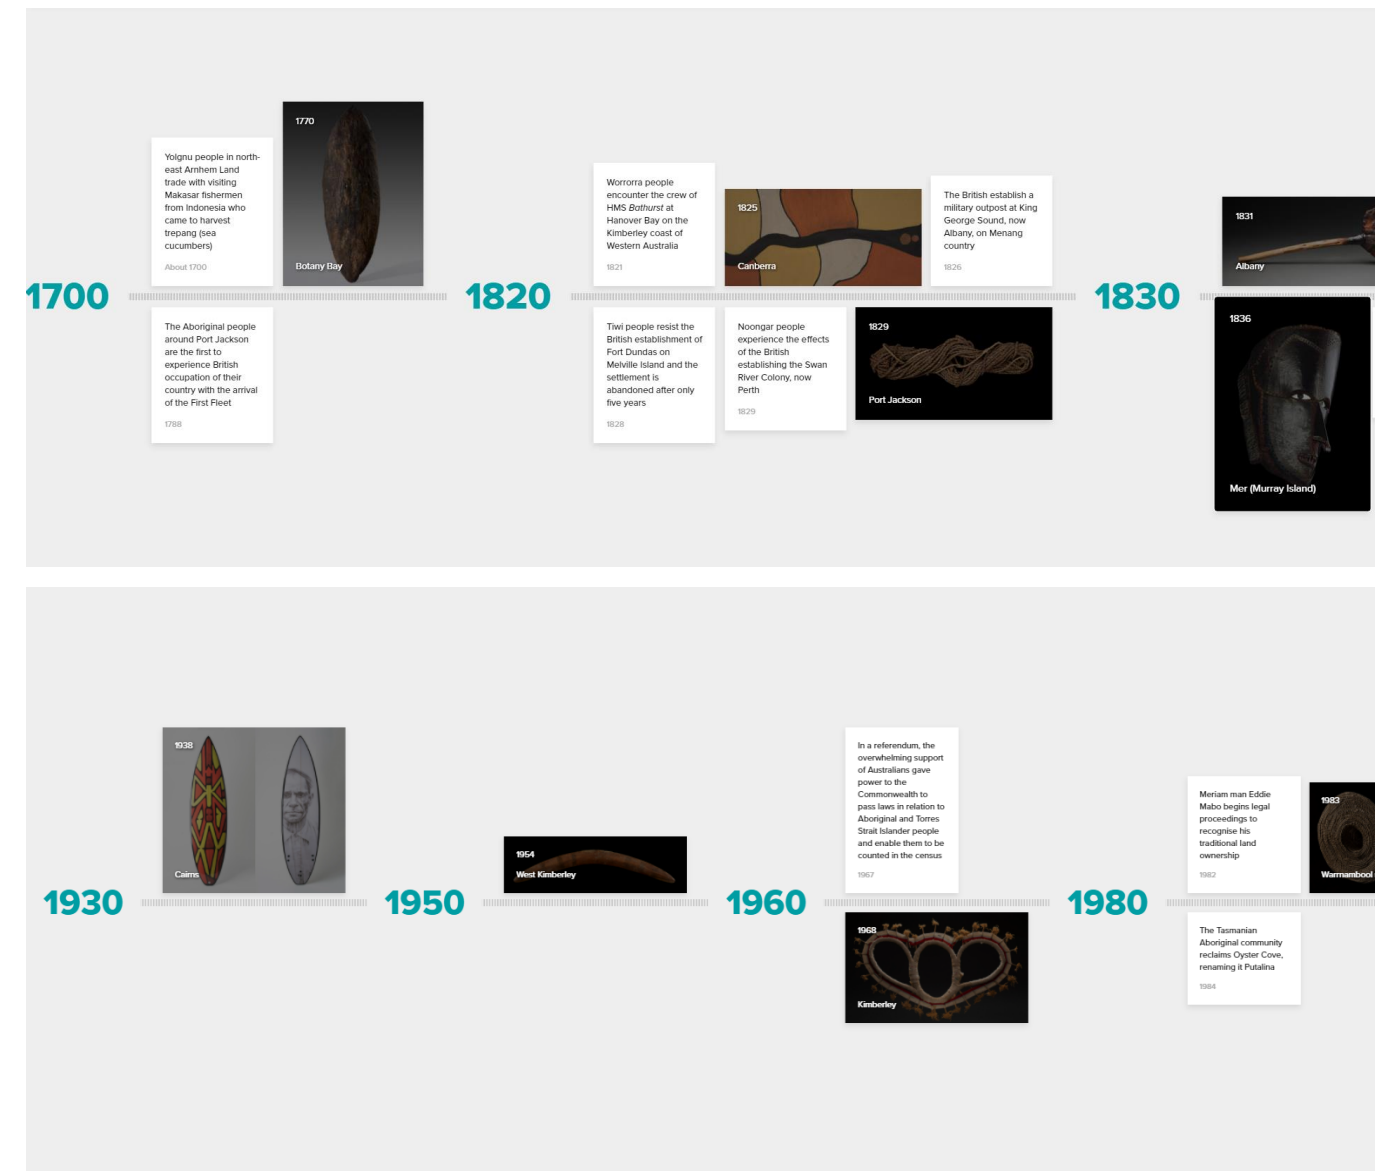 1700
Yolgnu people in north-
east Arnhem Land
trade with visiting
Makasar fishermen
from Indonesia who
came to harvest
trepang (sea
cucumbers)
About 1700
1770
Botany Bay
The Aboriginal people
around Port Jackson
are the first to
experience British
occupation of their
country with the arrival
of the First Fleet
1788
1820
Worrorra people
encounter the crew of
HMS Bathurst at
Hanover Bay on the
Kimberley coast of
Western Australia
1821
1825
Canberra
The British establish a
military outpost at King
George Sound, now
Albany, on Menang
country
1826
Tiwi people resist the
British establishment of
Fort Dundas on
Melville Island and the
settlement is
abandoned after only
five years
1828
Noongar people
experience the effects
of the British
establishing the Swan
River Colony, now
Perth
1829
1829
Port Jackson
1830
1831
Albany
1836
Mer (Murray Island)
1930
1938
Cairns
1950
1954
West Kimberley
1960
In a referendum, the
overwhelming support
of Australians gave
power to the
Commonwealth to
pass laws in relation to
Aboriginal and Torres
Strait Islander people
and enable them to be
counted in the census
1967
1968
Kimberley
1980
Meriam man Eddie
Mabo begins legal
proceedings to
recognise his
traditional land
ownership
1982
1983
Warrnambool
The Tasmanian
Aboriginal community
reclaims Oyster Cove,
renaming it Putalina
1984